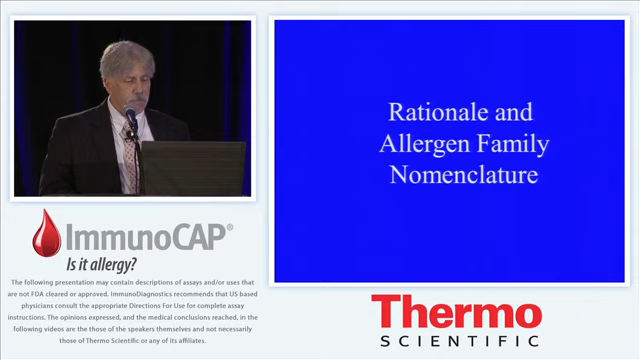 Rationale and
Allergen Family
Nomenclature
ImmunoCAP®
Is it allergy?
The following presentation may contain descriptions of assays and/or uses that
are not FDA cleared or approved. ImmunoDiagnostics recommends that US based
physicians consult the appropriate Directions For Use for complete assay
instructions. The opinions expressed, and the medical conclusions reached, in the
following videos are the those of the speakers themselves and not necessarily
those of Thermo Scientific or any of its affiliates.
Thermo
SCIENTIFIC